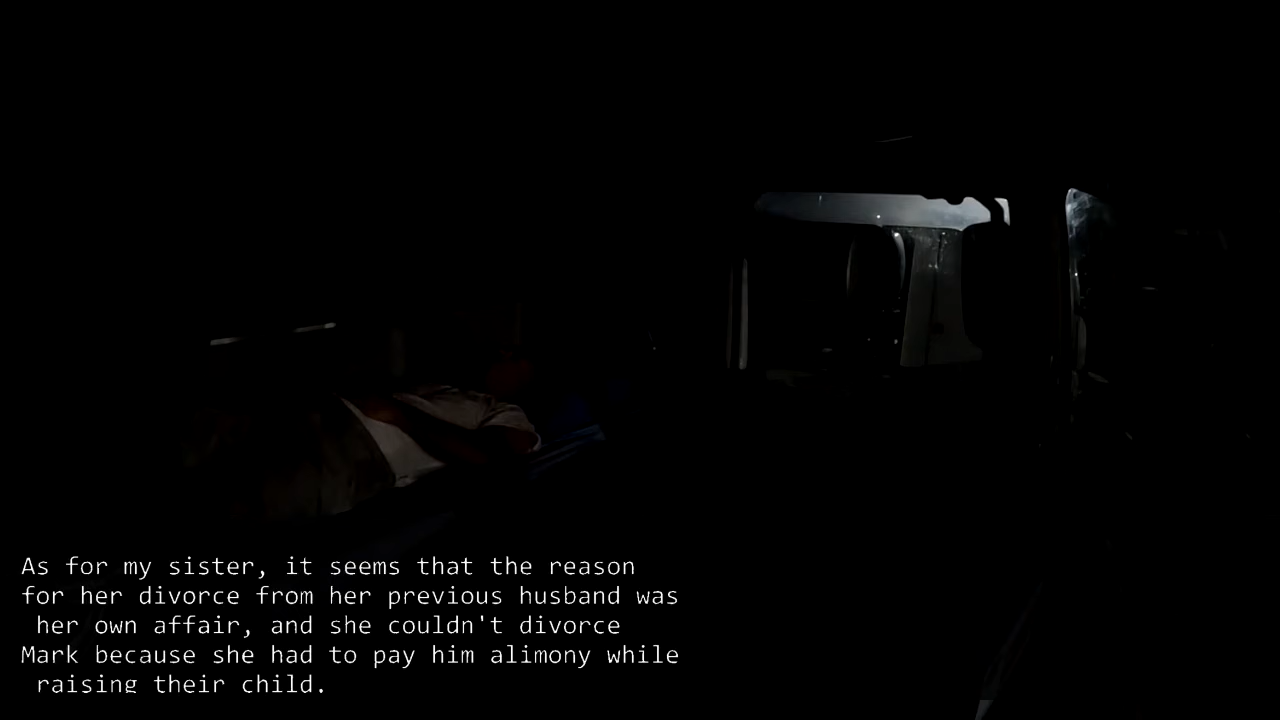 As for my sister, it seems that the reason
for her divorce from her previous husband was
her own affair, and she couldn't divorce
Mark because she had to pay him alimony while
raising their child.